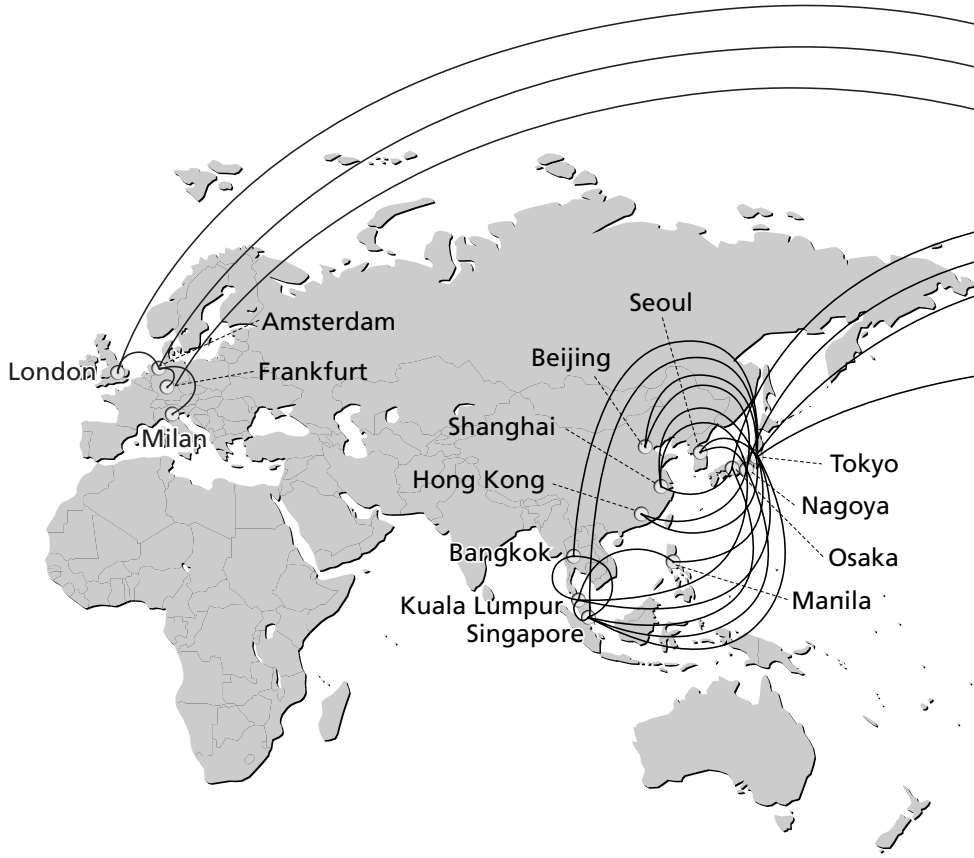 Seoul
Amsterdam
Beijing
London
Frankfurt
Shanghai
Milan
Tokyo
Hong Kong
Nagoya
Bangkok
Osaka
Manila
Kuala Lumpur
Singapore